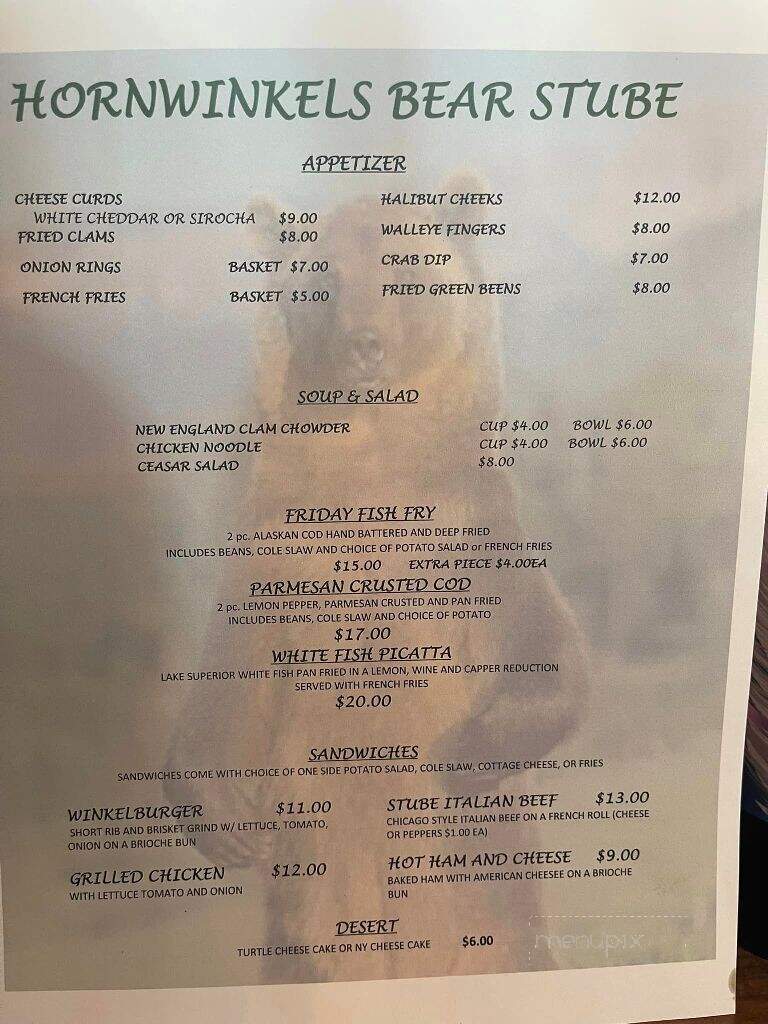 HORNWINKELS BEAR STUBE
APPETIZER
CHEESE CURDS
WHITE CHEDDAR OR SIROCHA $9.00
FRIED CLAMS $8.00
ONION RINGS BASKET $7.00
FRENCH FRIES BASKET $5.00
HALIBUT CHEEKS $12.00
WALLEYE FINGERS $8.00
CRAB DIP $7.00
FRIED GREEN BEENS $8.00
SOUP & SALAD
NEW ENGLAND CLAM CHOWDER CUP $4.00 BOWL $6.00
CHICKEN NOODLE CUP $4.00 BOWL $6.00
CEASAR SALAD $8.00
FRIDAY FISH FRY
2 pc. ALASKAN COD HAND BATTERED AND DEEP FRIED
INCLUDES BEANS, COLE SLAW AND CHOICE OF POTATO SALAD or FRENCH FRIES
$15.00 EXTRA PIECE $4.00EA
PARMESAN CRUSTED COD
2 pc. LEMON PEPPER, PARMESAN CRUSTED AND PAN FRIED
INCLUDES BEANS, COLE SLAW AND CHOICE OF POTATO
$17.00
WHITE FISH PICATTA
LAKE SUPERIOR WHITE FISH PAN FRIED IN A LEMON, WINE AND CAPPER REDUCTION
SERVED WITH FRENCH FRIES
$20.00
SANDWICHES
SANDWICHES COME WITH CHOICE OF ONE SIDE POTATO SALAD, COLE SLAW, COTTAGE CHEESE, OR FRIES
WINKELBURGER $11.00
SHORT RIB AND BRISKET GRIND W/ LETTUCE, TOMATO,
ONION ON A BRIOCHE BUN
GRILLED CHICKEN $12.00
WITH LETTUCE TOMATO AND ONION
STUBE ITALIAN BEEF $13.00
CHICAGO STYLE ITALIAN BEEF ON A FRENCH ROLL (CHEESE
OR PEPPERS $1.00 EA)
HOT HAM AND CHEESE $9.00
BAKED HAM WITH AMERICAN CHEESEE ON A BRIOCHE
BUN
DESERT
TURTLE CHEESE CAKE OR NY CHEESE CAKE $6.00
menupix